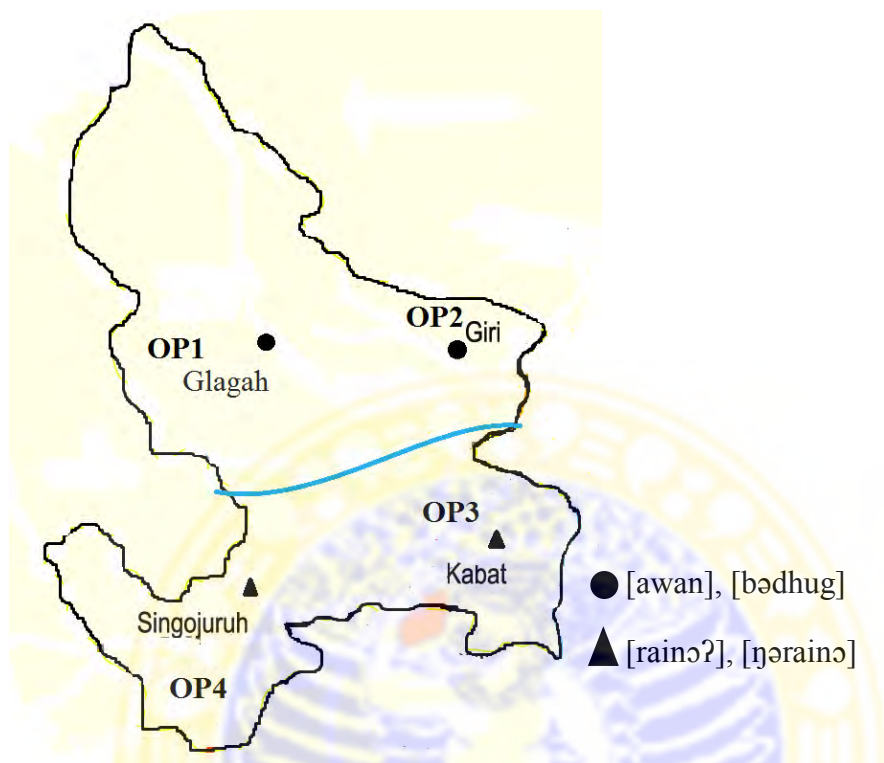 OP2
Giri
OP1
Glagah
OP3
Kabat
Singojuruh
OP4
[awan], [bədhug]
[rainɔʔ], [ŋərainɔ]